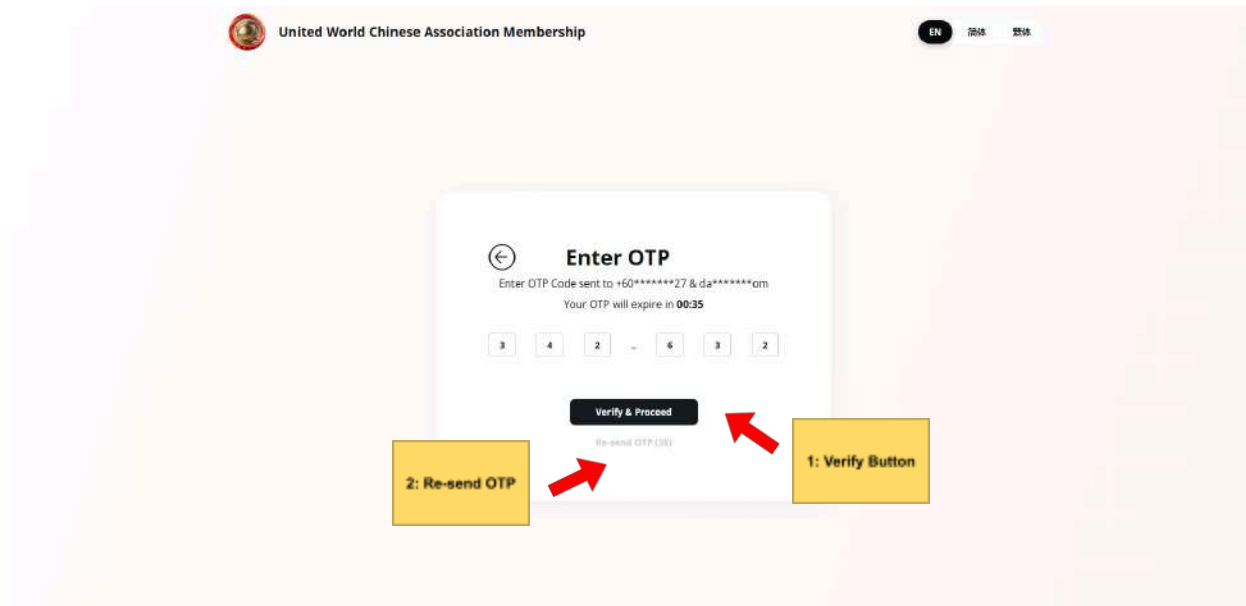 United World Chinese Association Membership
EN 简体 繁体
Enter OTP
Enter OTP Code sent to +60*******27 & da*******om
Your OTP will expire in 00:35
3 4 2 - 6 3 2
Verify & Proceed
Re-send OTP (35)
1: Verify Button
2: Re-send OTP